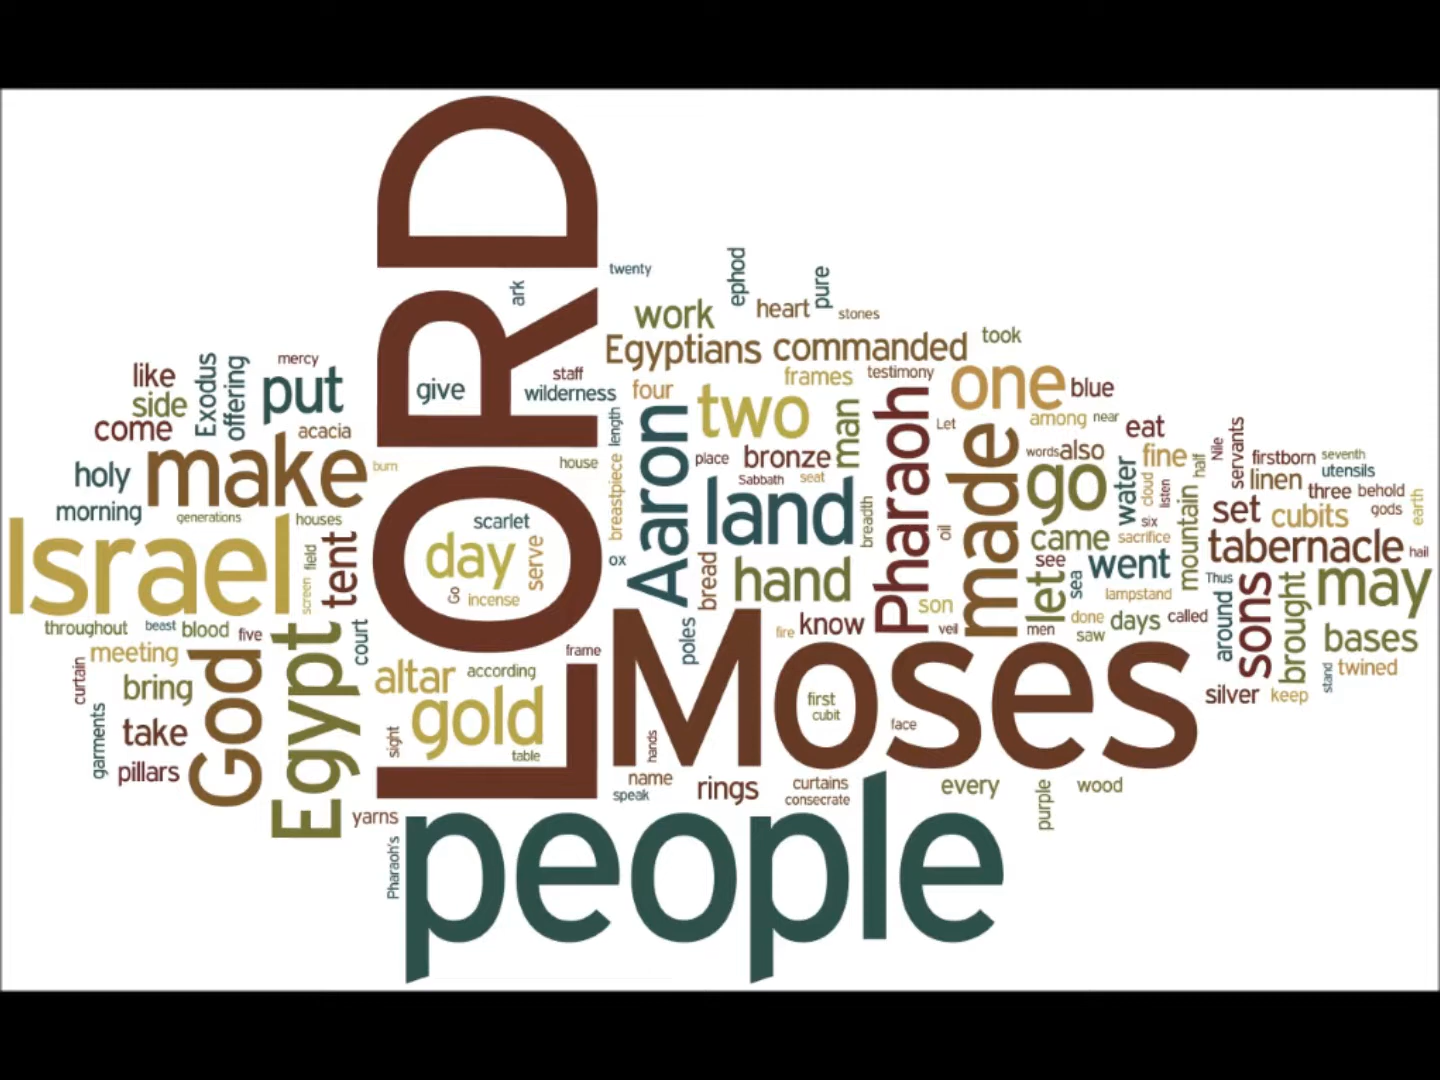 LORD
Moses
people
Israel
make
God
Egypt
Aaron
land
Pharaoh
made
one
two
go
may
put
gold
day
hand
tabernacle
sons
let
tent
altar
twenty
ephod
pure
ark
work
heart
stones
Egyptians
commanded
took
mercy
like
Exodus
offering
side
come
give
staff
wilderness
four
frames
testimony
blue
acacia
length
man
Let
among
near
eat
holy
burn
house
breastpiece
place
bronze
Sabbath
seat
words
also
water
fine
half
Nile
servants
firstborn
seventh
utensils
linen
three
behold
gods
earth
morning
generations
houses
scarlet
serve
Go
incense
field
screen
ox
bread
breadth
oil
came
see
sea
went
six
cloud
listen
sacrifice
mountain
set
cubits
hail
throughout
beast
blood
five
court
frame
poles
fire
know
son
veil
men
done
saw
days
called
lampstand
Thus
around
brought
bases
stand
twined
silver
keep
meeting
curtain
bring
garments
take
pillars
according
sight
table
hands
first
cubit
face
name
speak
rings
curtains
consecrate
every
purple
wood
yarns
Pharaoh's